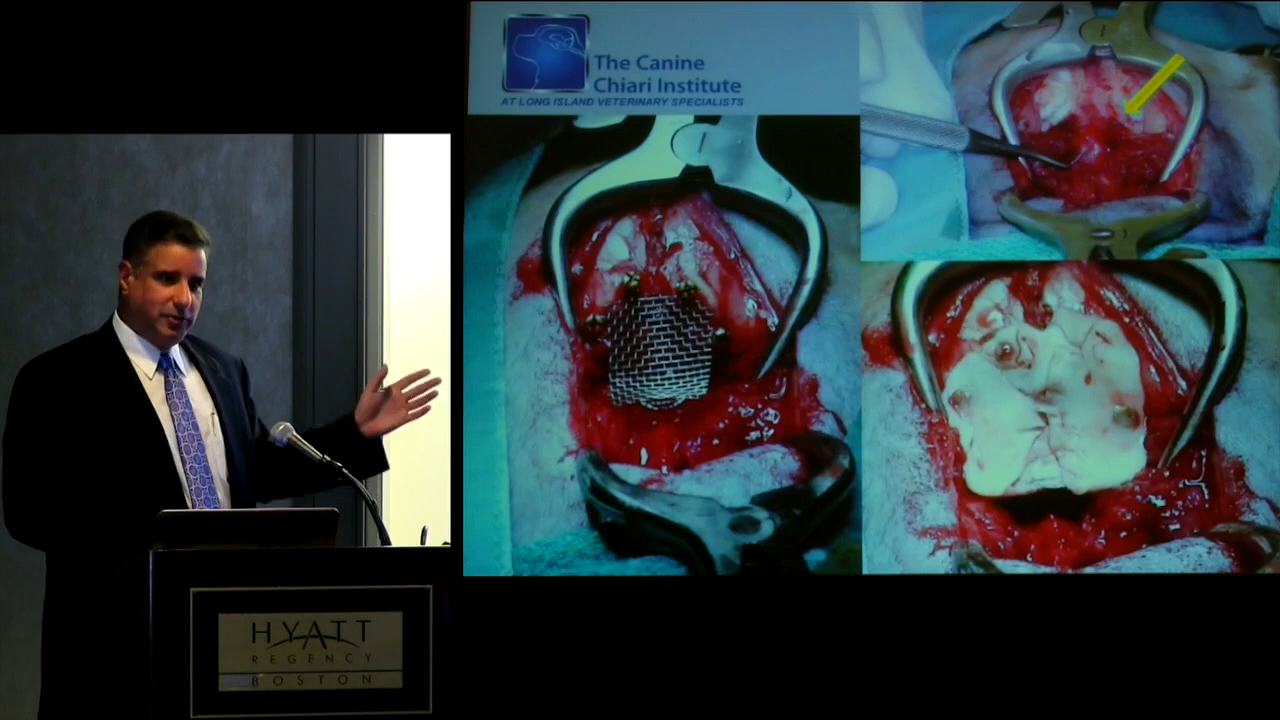 The Canine
Chiari Institute
AT LONG ISLAND VETERINARY SPECIALISTS
HYATT
REGENCY
BOSTON